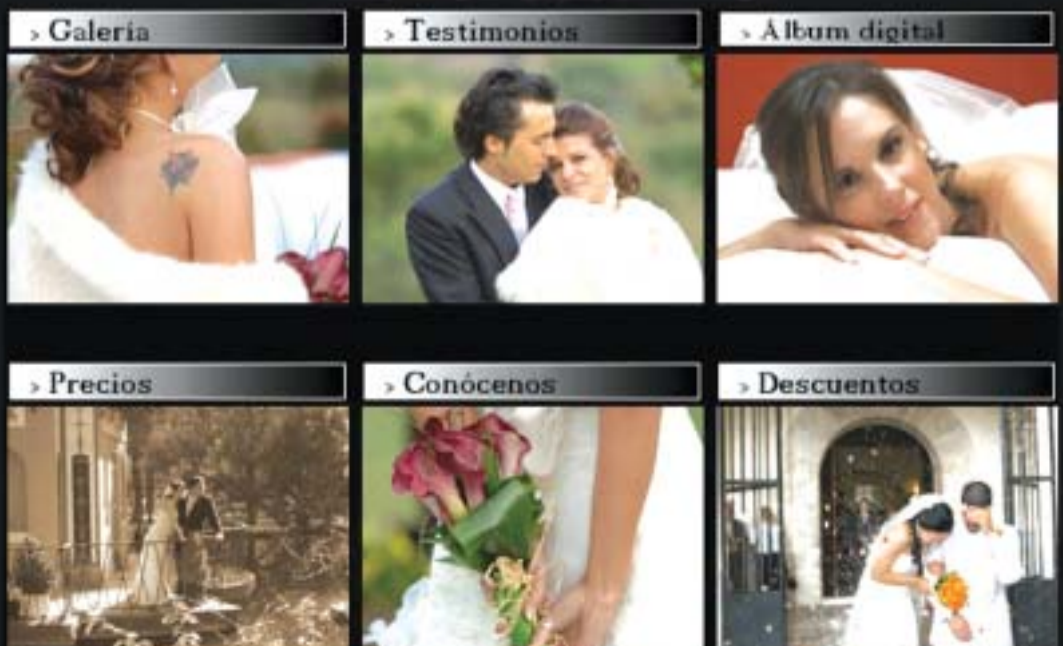 > Galería
> Testimonios
> Álbum digital
> Precios
> Conócenos
> Descuentos